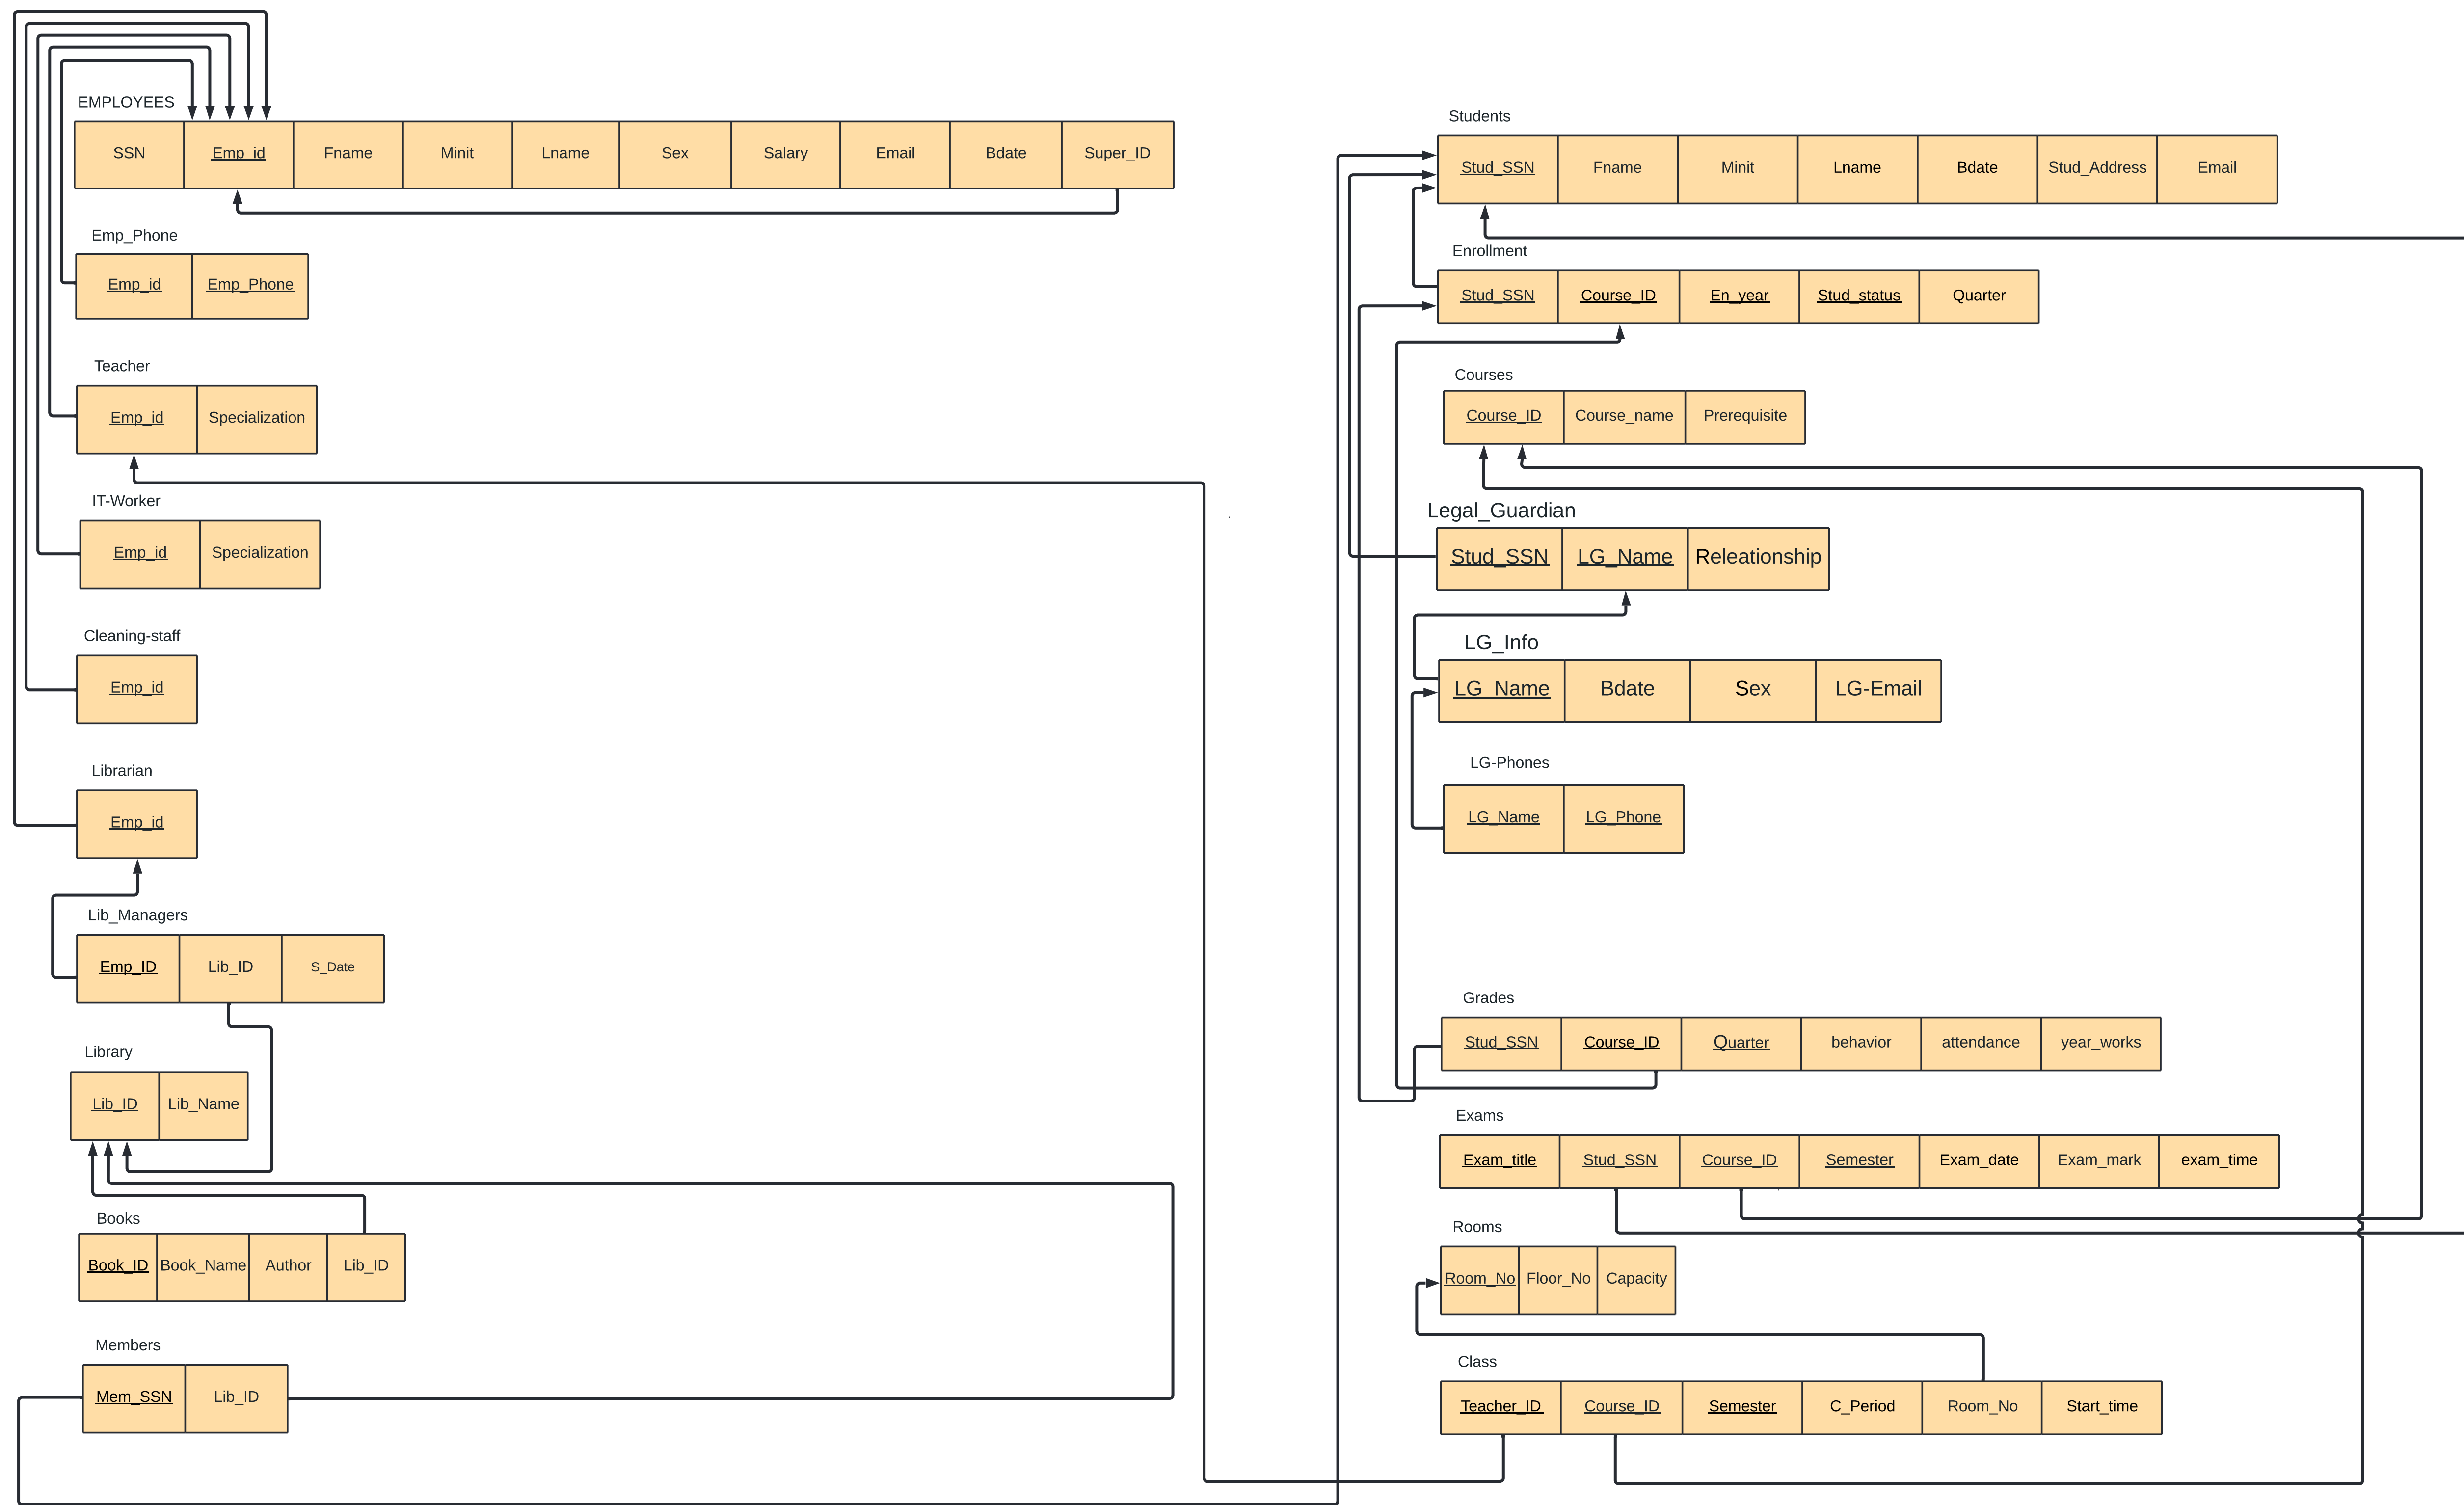 EMPLOYEES
SSN Emp_id Fname Minit Lname Sex Salary Email Bdate Super_ID
Emp_Phone
Emp_id Emp_Phone
Teacher
Emp_id Specialization
IT-Worker
Emp_id Specialization
Cleaning-staff
Emp_id
Librarian
Emp_id
Lib_Managers
Emp_ID Lib_ID S_Date
Library
Lib_ID Lib_Name
Books
Book_ID Book_Name Author Lib_ID
Members
Mem_SSN Lib_ID
Students
Stud_SSN Fname Minit Lname Bdate Stud_Address Email
Enrollment
Stud_SSN Course_ID En_year Stud_status Quarter
Courses
Course_ID Course_name Prerequisite
Legal_Guardian
Stud_SSN LG_Name Releationship
LG_Info
LG_Name Bdate Sex LG-Email
LG-Phones
LG_Name LG_Phone
Grades
Stud_SSN Course_ID Quarter behavior attendance year_works
Exams
Exam_title Stud_SSN Course_ID Semester Exam_date Exam_mark exam_time
Rooms
Room_No Floor_No Capacity
Class
Teacher_ID Course_ID Semester C_Period Room_No Start_time